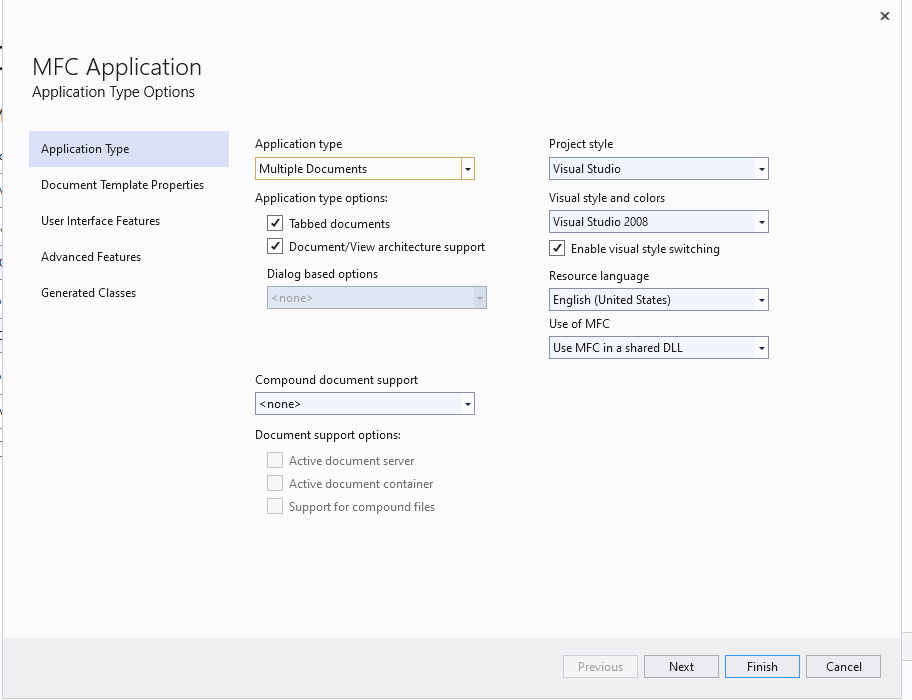 MFC Application
Application Type Options
Application Type
Document Template Properties
User Interface Features
Advanced Features
Generated Classes
Application type
Multiple Documents
Application type options:
Tabbed documents
Document/View architecture support
Dialog based options
<none>
Compound document support
<none>
Document support options:
Active document server
Active document container
Support for compound files
Project style
Visual Studio
Visual style and colors
Visual Studio 2008
Enable visual style switching
Resource language
English (United States)
Use of MFC
Use MFC in a shared DLL
Previous
Next
Finish
Cancel